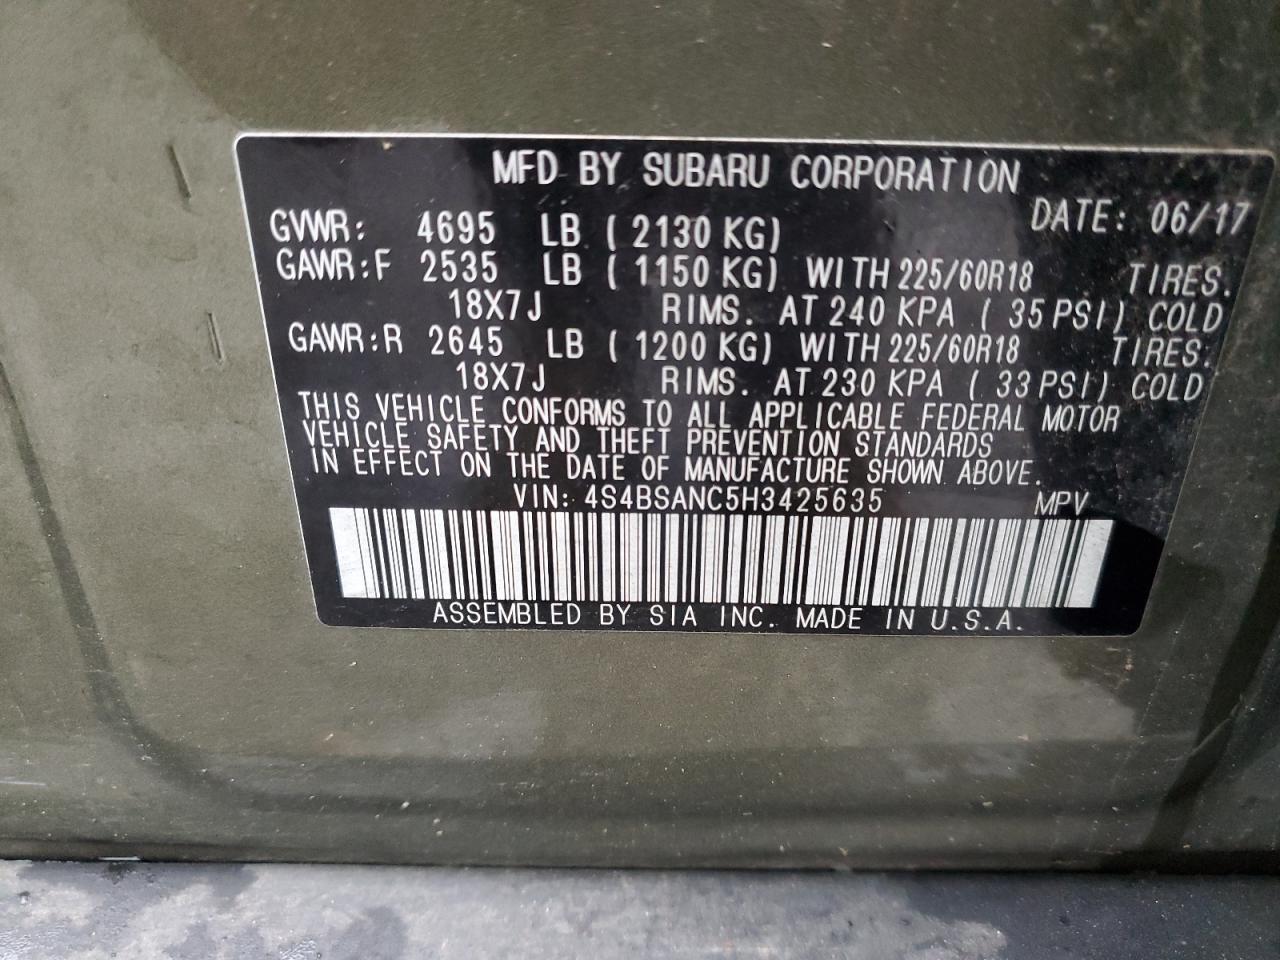 MFD BY SUBARU CORPORATION
DATE: 06/17
GVWR: 4695 LB ( 2130 KG)
GAWR:F 2535 LB ( 1150 KG) WITH 225/60R18 TIRES.
18X7J RIMS. AT 240 KPA ( 35 PSI) COLD
GAWR:R 2645 LB ( 1200 KG) WITH 225/60R18 TIRES.
18X7J RIMS. AT 230 KPA ( 33 PSI) COLD
THIS VEHICLE CONFORMS TO ALL APPLICABLE FEDERAL MOTOR
VEHICLE SAFETY AND THEFT PREVENTION STANDARDS
IN EFFECT ON THE DATE OF MANUFACTURE SHOWN ABOVE.
VIN: 4S4BSANC5H3425635 MPV
ASSEMBLED BY SIA INC. MADE IN U.S.A.